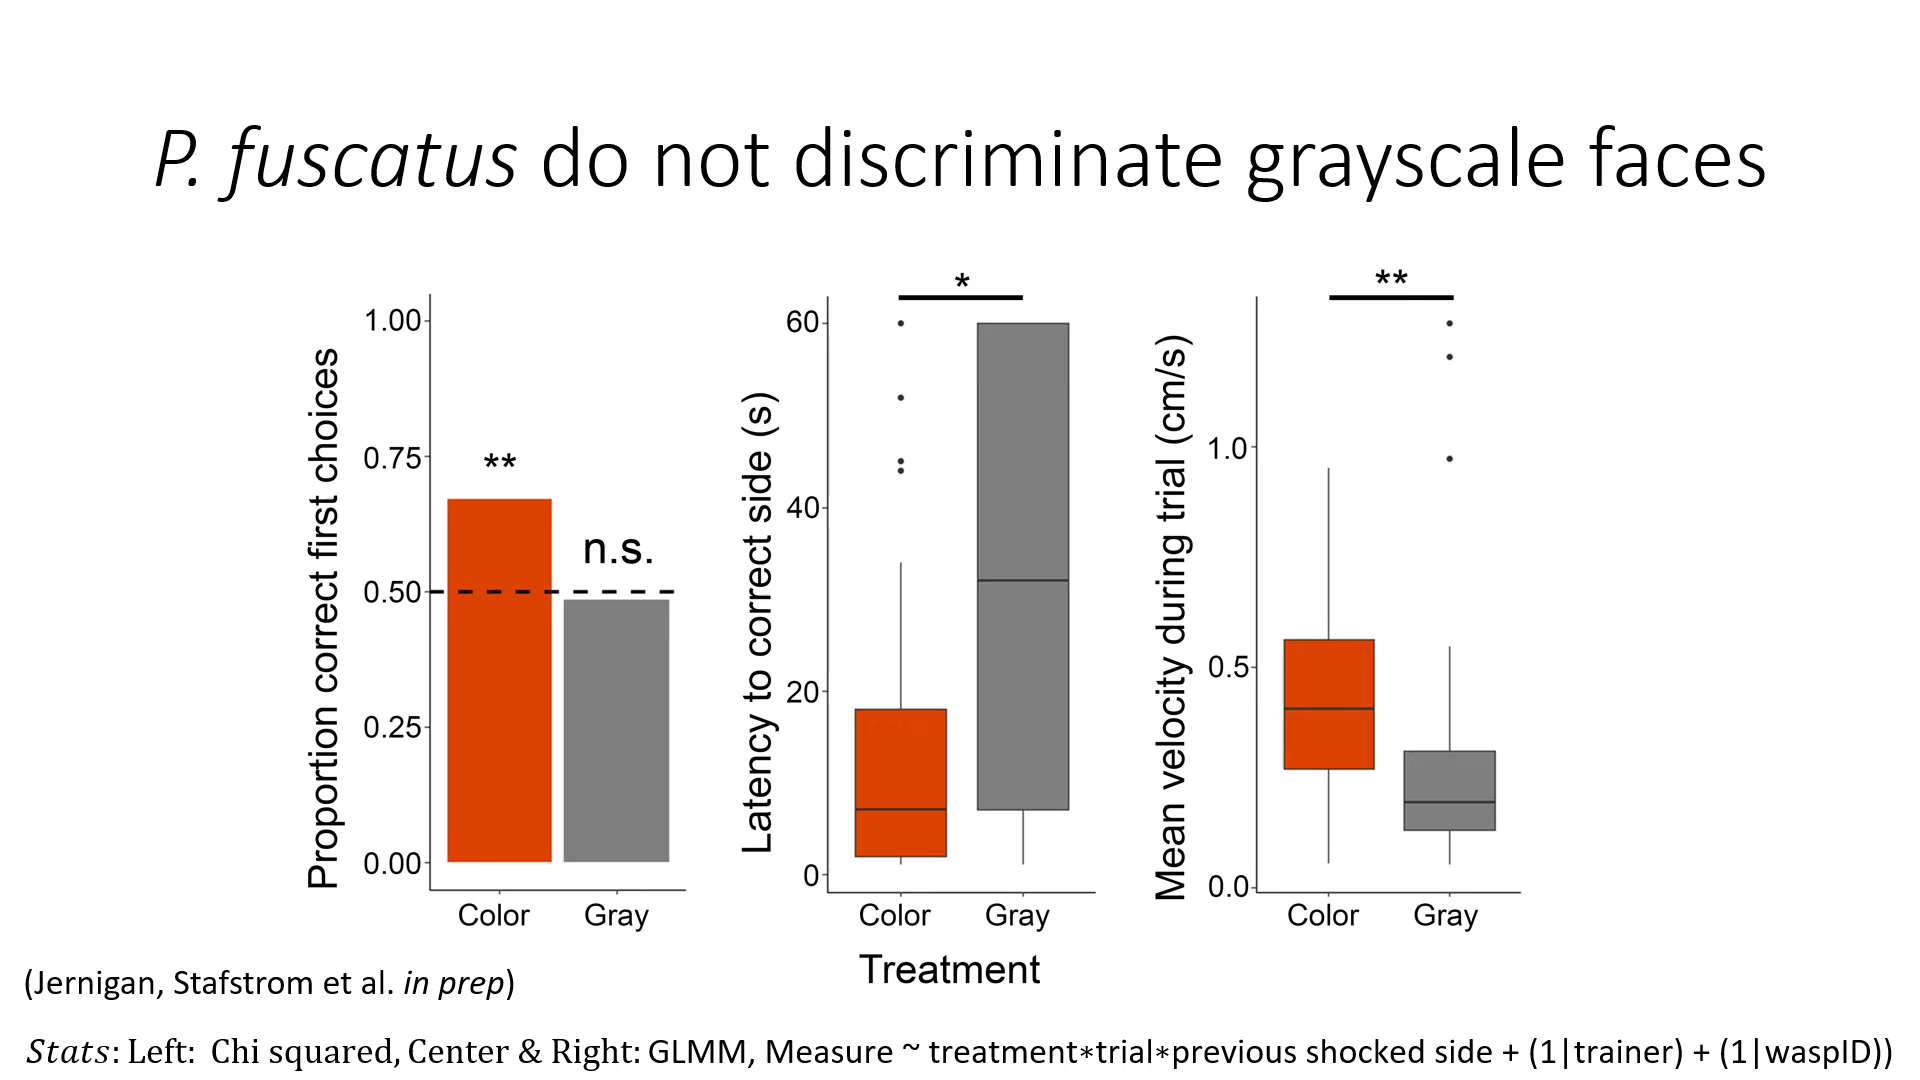 P. fuscatus do not discriminate grayscale faces
Proportion correct first choices
1.00
0.75
0.50
0.25
0.00
**
n.s.
Color
Gray
Latency to correct side (s)
60
40
20
0
*
Color
Gray
Treatment
Mean velocity during trial (cm/s)
1.0
0.5
0.0
**
Color
Gray
(Jernigan, Stafstrom et al. in prep)
Stats: Left: Chi squared, Center & Right: GLMM, Measure ~ treatment∗trial∗previous shocked side + (1|trainer) + (1|waspID))